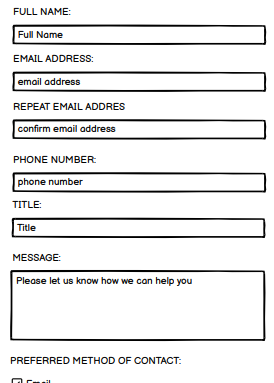 FULL NAME:
Full Name
EMAIL ADDRESS:
email address
REPEAT EMAIL ADDRES
confirm email address
PHONE NUMBER:
phone number
TITLE:
Title
MESSAGE:
Please let us know how we can help you
PREFERRED METHOD OF CONTACT:
Email